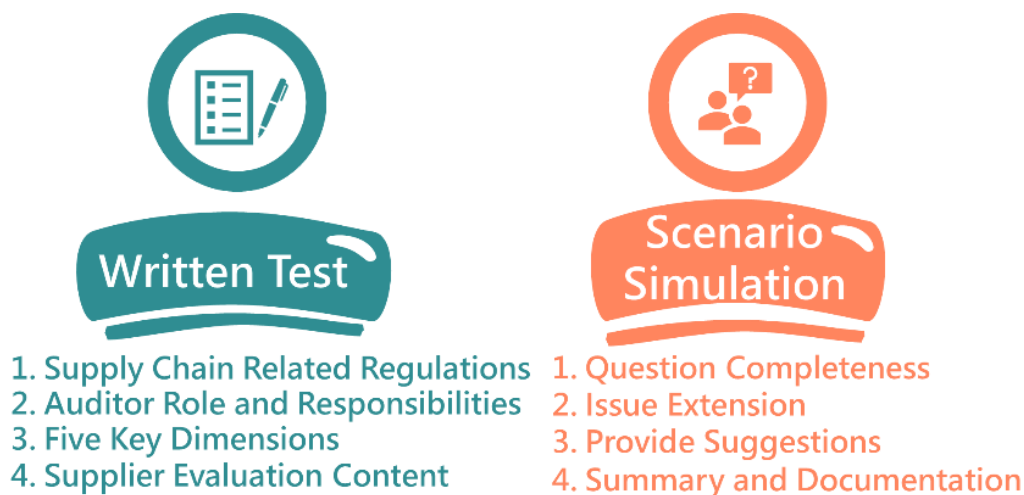 ?
Written Test
1. Supply Chain Related Regulations
2. Auditor Role and Responsibilities
3. Five Key Dimensions
4. Supplier Evaluation Content
Scenario
Simulation
1. Question Completeness
2. Issue Extension
3. Provide Suggestions
4. Summary and Documentation